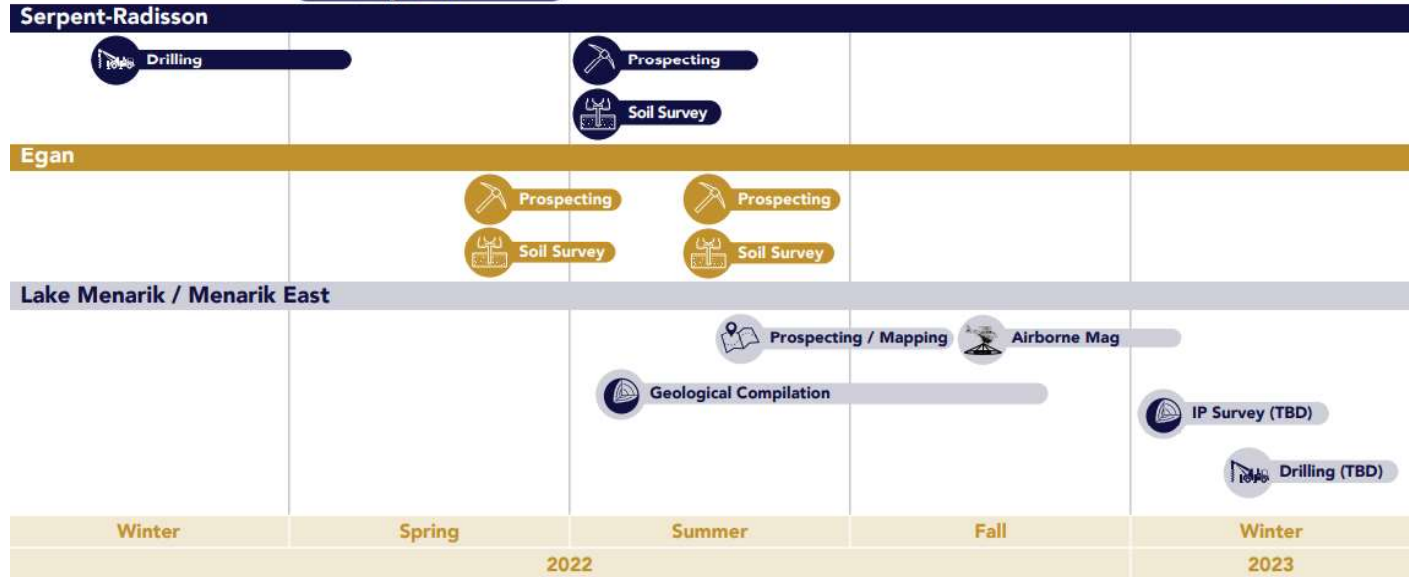 Serpent-Radisson
Drilling
Prospecting
Soil Survey
Egan
Prospecting
Prospecting
Soil Survey
Soil Survey
Lake Menarik / Menarik East
Prospecting / Mapping
Airborne Mag
Geological Compilation
IP Survey (TBD)
Drilling (TBD)
Winter
Spring
Summer
Fall
Winter
2022
2023